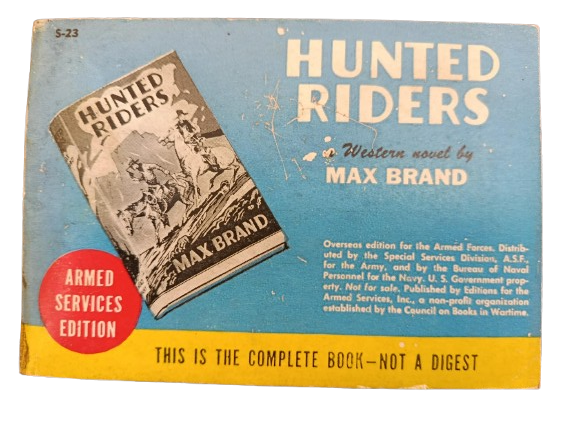 S-23
HUNTED
RIDERS
a Western novel by
MAX BRAND
HUNTED
RIDERS
MAX BRAND
Overseas edition for the Armed Forces. Distrib-
uted by the Special Services Division, A.S.F.,
for the Army, and by the Bureau of Naval
Personnel for the Navy. U. S. Government prop-
erty. Not for sale. Published by Editions for the
Armed Services, Inc., a non-profit organization
established by the Council on Books in Wartime.
ARMED
SERVICES
EDITION
THIS IS THE COMPLETE BOOK—NOT A DIGEST